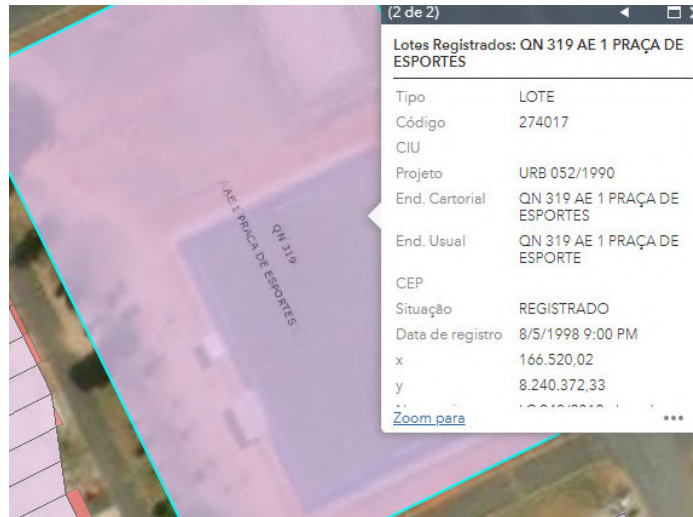 (2 de 2)
Lotes Registrados: QN 319 AE 1 PRAÇA DE
ESPORTES
Tipo LOTE
Código 274017
CIU
Projeto URB 052/1990
End. Cartorial QN 319 AE 1 PRAÇA DE
ESPORTES
End. Usual QN 319 AE 1 PRAÇA DE
ESPORTE
CEP
Situação REGISTRADO
Data de registro 8/5/1998 9:00 PM
x 166.520,02
y 8.240.372,33
Zoom para
QN 319
AE 1 PRACA DE ESPORTES